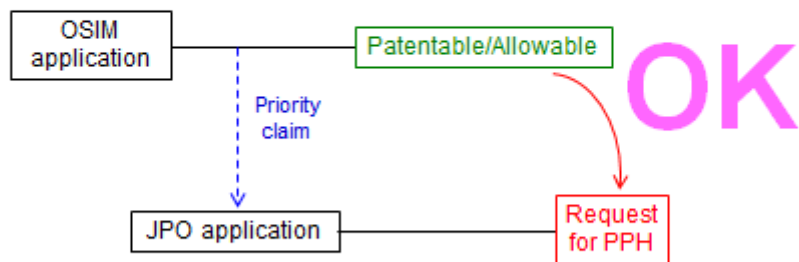 OSIM
application
Patentable/Allowable
OK
Priority
claim
JPO application
Request
for PPH